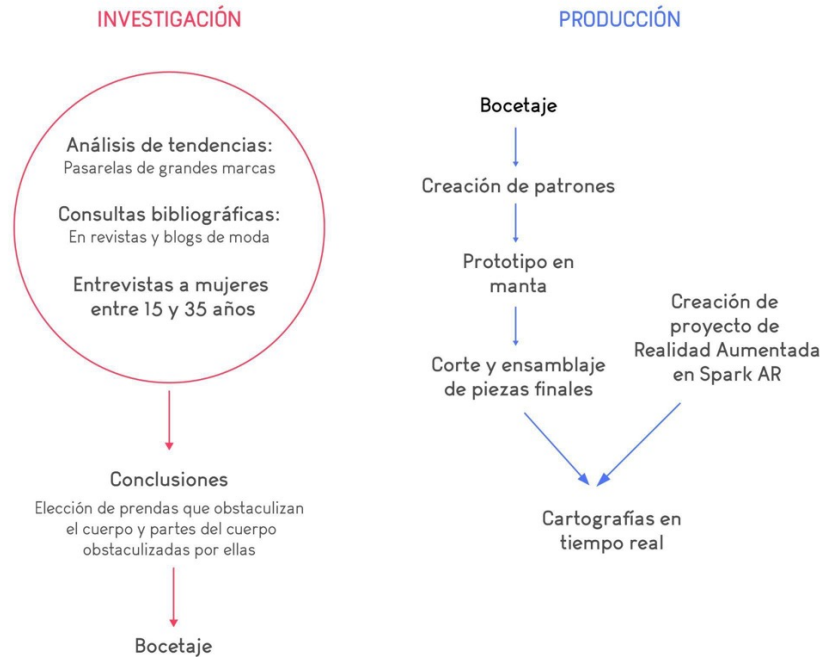 INVESTIGACIÓN
Análisis de tendencias:
Pasarelas de grandes marcas
Consultas bibliográficas:
En revistas y blogs de moda
Entrevistas a mujeres
entre 15 y 35 años
Conclusiones
Elección de prendas que obstaculizan
el cuerpo y partes del cuerpo
obstaculizadas por ellas
Bocetaje
PRODUCCIÓN
Bocetaje
Creación de patrones
Prototipo en
manta
Corte y ensamblaje
de piezas finales
Creación de
proyecto de
Realidad Aumentada
en Spark AR
Cartografías en
tiempo real